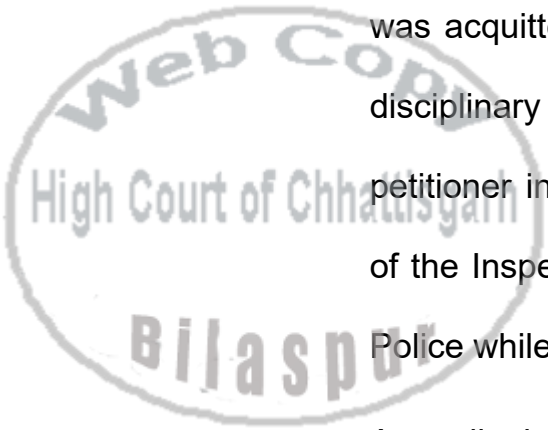 was acquitt
Web Copy
disciplinary
High Court of Chhattisgarh
petitioner in
of the Inspe
Bilaspur
Police while